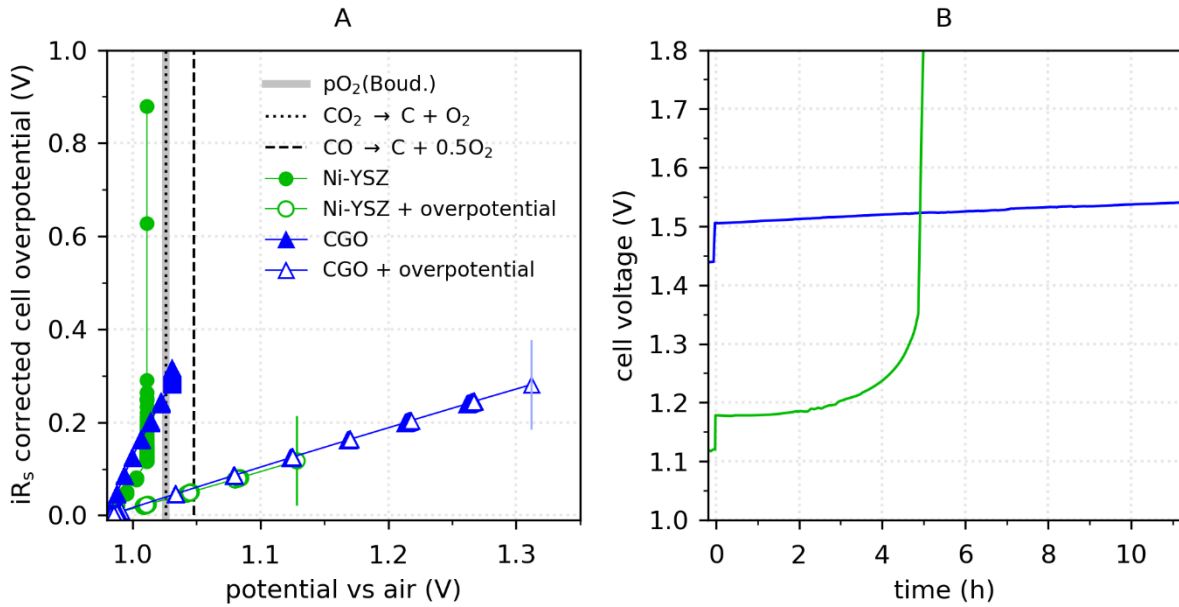 A
iRs corrected cell overpotential (V)
1.0
0.8
0.6
0.4
0.2
0.0
pO₂(Boud.)
CO₂ → C + O₂
CO → C + 0.5O₂
Ni-YSZ
Ni-YSZ + overpotential
CGO
CGO + overpotential
1.0 1.1 1.2 1.3
potential vs air (V)
B
cell voltage (V)
1.8
1.7
1.6
1.5
1.4
1.3
1.2
1.1
1.0
0 2 4 6 8 10
time (h)